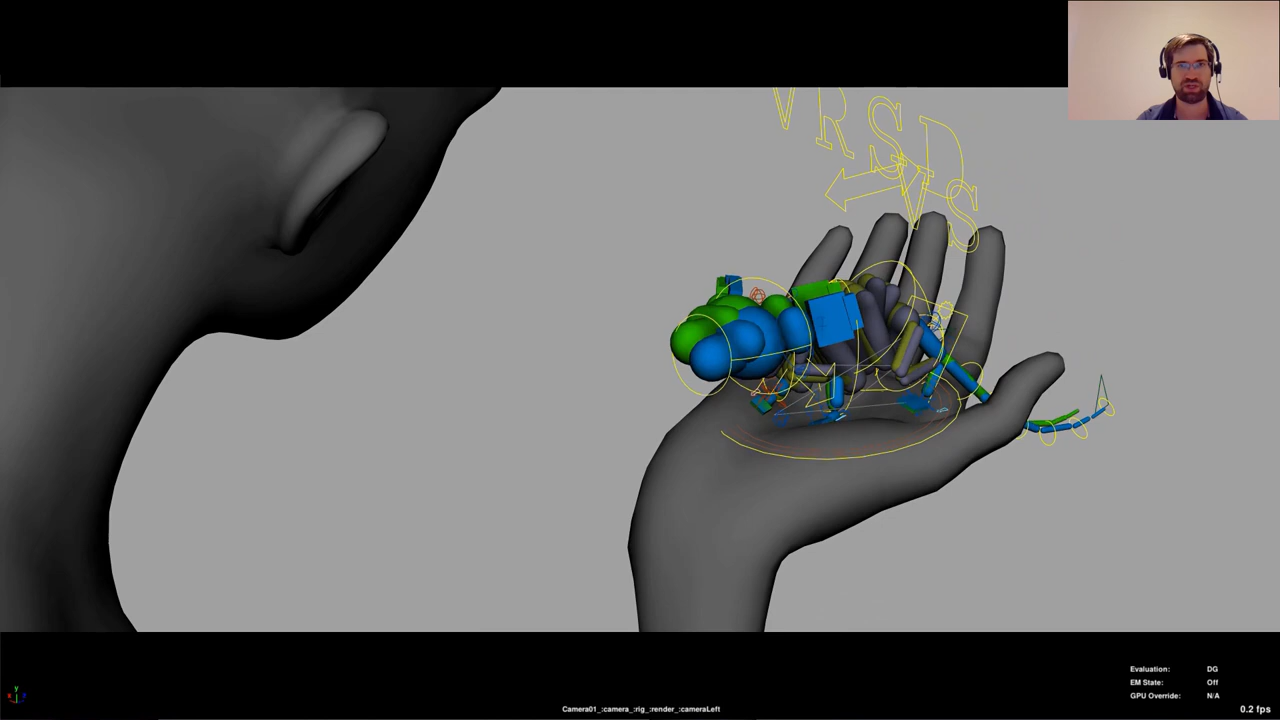 V R S D
V S
Evaluation: DG
EM State: Off
GPU Override: N/A
Camera01_:camera_:rig_:render_:cameraLeft
0.2 fps
y